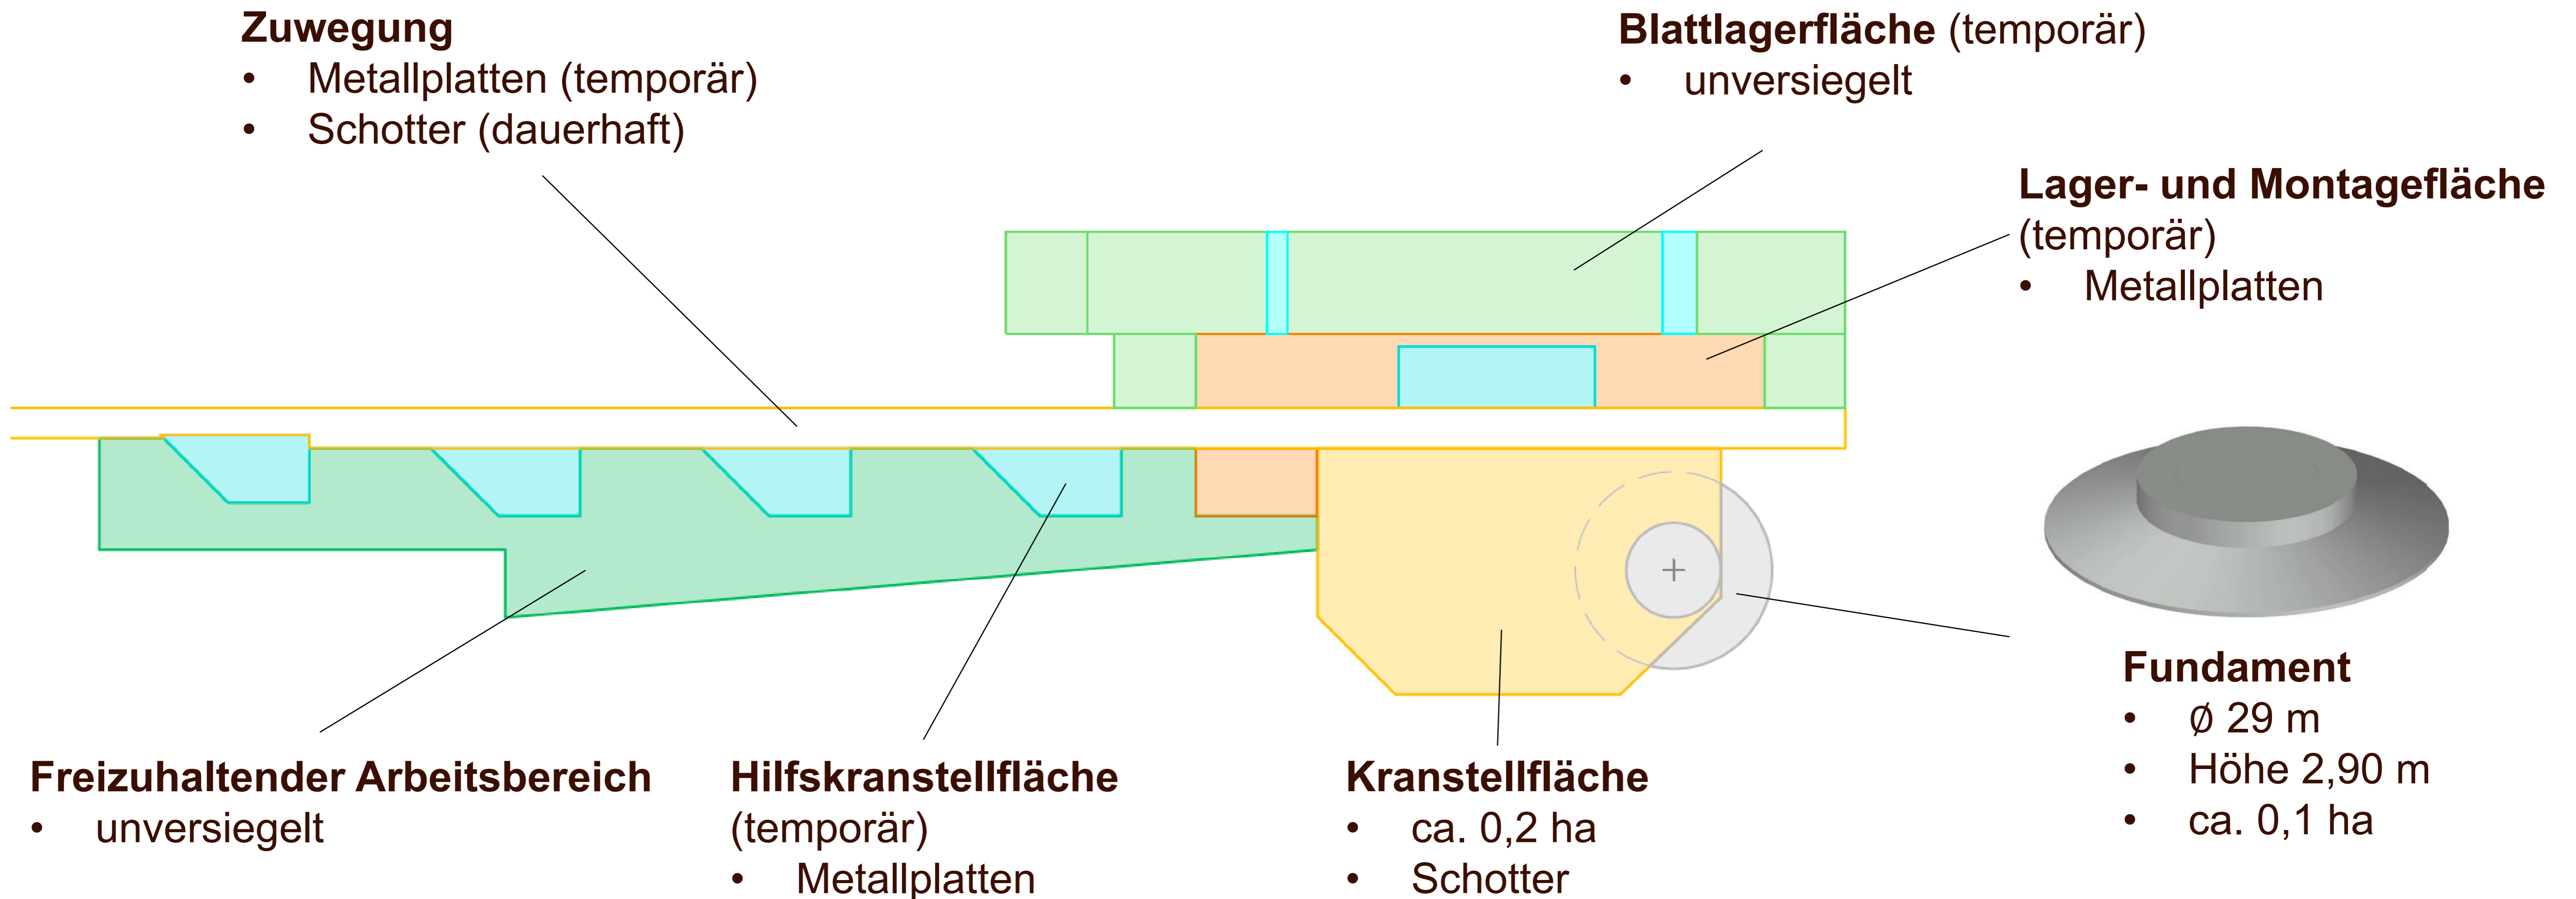 Zuwegung
• Metallplatten (temporär)
• Schotter (dauerhaft)
Blattlagerfläche (temporär)
• unversiegelt
Lager- und Montagefläche
(temporär)
• Metallplatten
Freizuhaltender Arbeitsbereich
• unversiegelt
Hilfskranstellfläche
(temporär)
• Metallplatten
Kranstellfläche
• ca. 0,2 ha
• Schotter
Fundament
• Ø 29 m
• Höhe 2,90 m
• ca. 0,1 ha